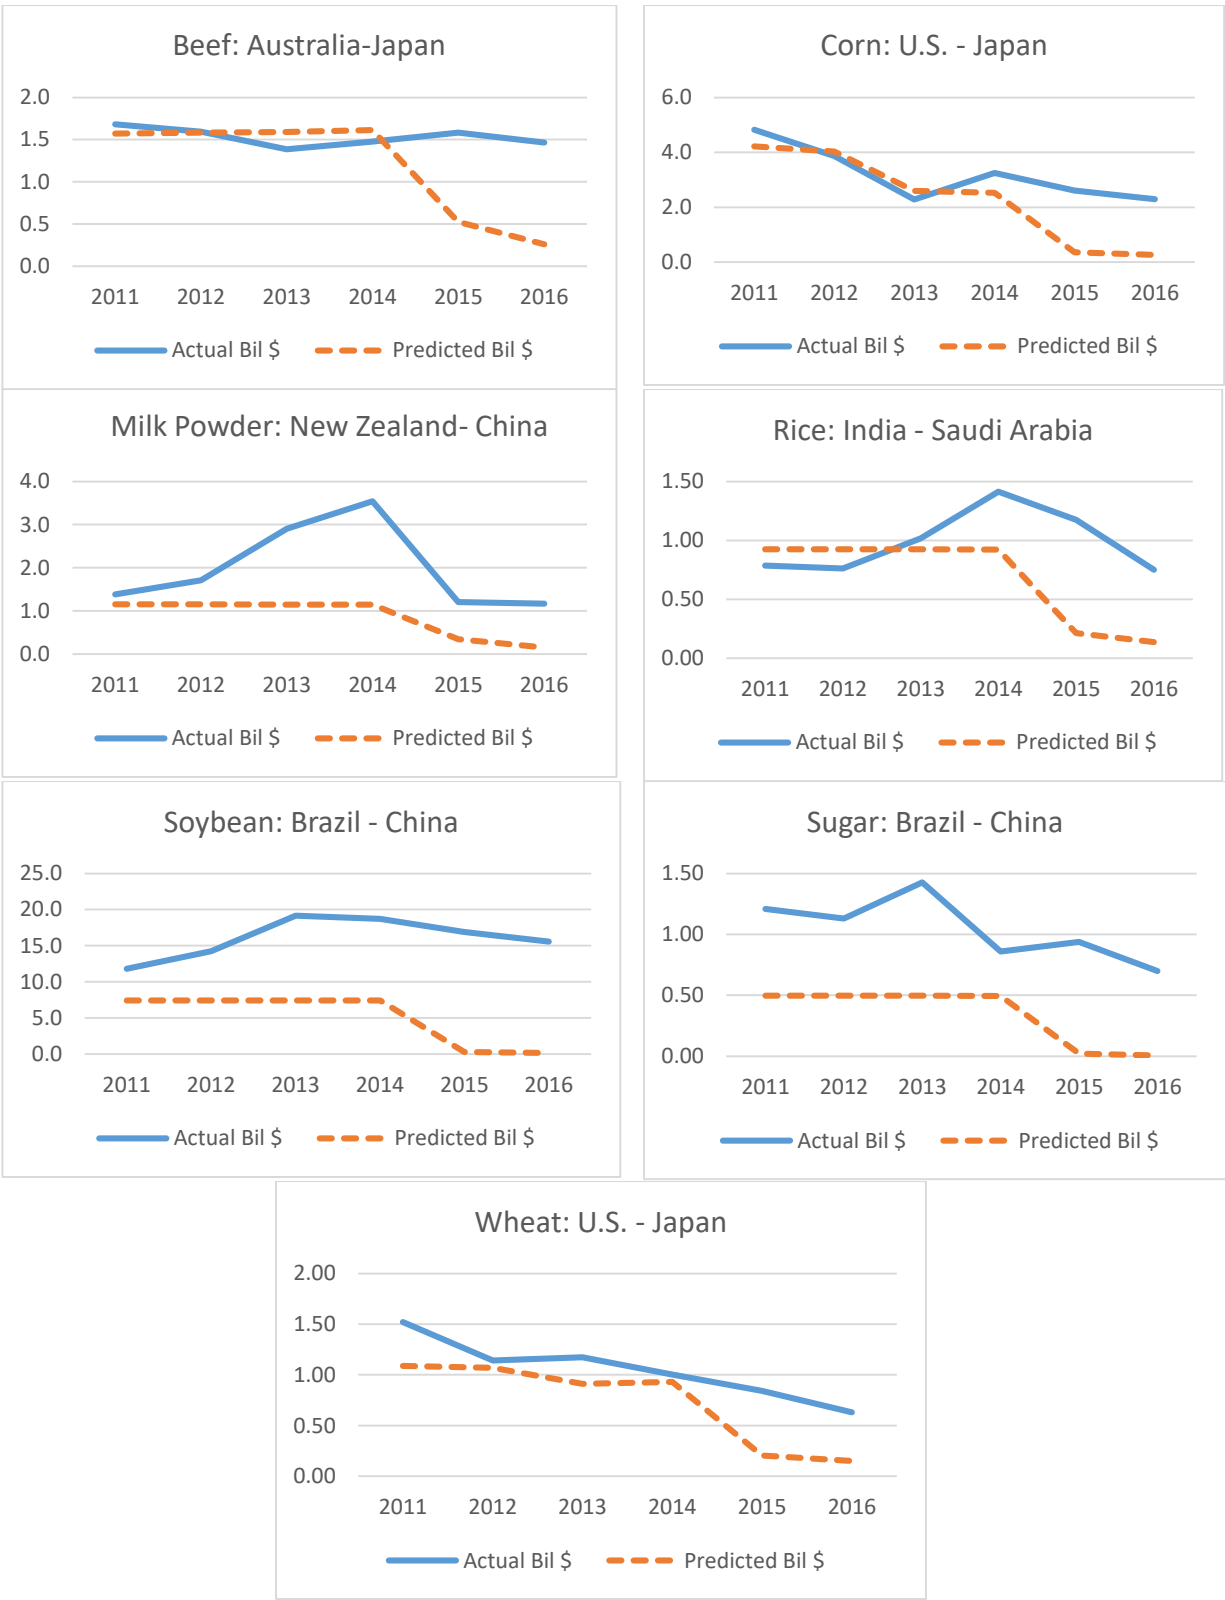 Beef: Australia-Japan
2.0
1.5
1.0
0.5
0.0
2011 2012 2013 2014 2015 2016
Actual Bil $ Predicted Bil $
Corn: U.S. - Japan
6.0
4.0
2.0
0.0
2011 2012 2013 2014 2015 2016
Actual Bil $ Predicted Bil $
Milk Powder: New Zealand- China
4.0
3.0
2.0
1.0
0.0
2011 2012 2013 2014 2015 2016
Actual Bil $ Predicted Bil $
Rice: India - Saudi Arabia
1.50
1.00
0.50
0.00
2011 2012 2013 2014 2015 2016
Actual Bil $ Predicted Bil $
Soybean: Brazil - China
25.0
20.0
15.0
10.0
5.0
0.0
2011 2012 2013 2014 2015 2016
Actual Bil $ Predicted Bil $
Sugar: Brazil - China
1.50
1.00
0.50
0.00
2011 2012 2013 2014 2015 2016
Actual Bil $ Predicted Bil $
Wheat: U.S. - Japan
2.00
1.50
1.00
0.50
0.00
2011 2012 2013 2014 2015 2016
Actual Bil $ Predicted Bil $